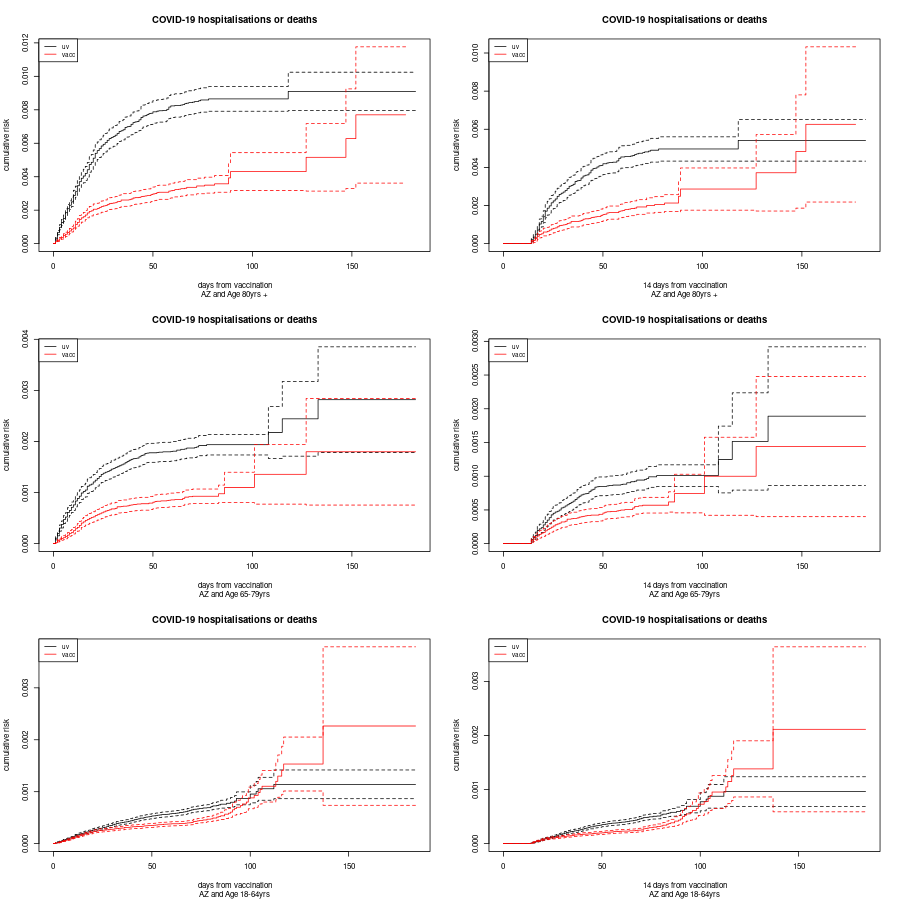 COVID-19 hospitalisations or deaths
uv
vacc
cumulative risk
0.000
0.002
0.004
0.006
0.008
0.010
0.012
0 50 100 150
days from vaccination
AZ and Age 80yrs +
COVID-19 hospitalisations or deaths
uv
vacc
cumulative risk
0.000
0.002
0.004
0.006
0.008
0.010
0 50 100 150
14 days from vaccination
AZ and Age 80yrs +
COVID-19 hospitalisations or deaths
uv
vacc
cumulative risk
0.000
0.001
0.002
0.003
0.004
0 50 100 150
days from vaccination
AZ and Age 65-79yrs
COVID-19 hospitalisations or deaths
uv
vacc
cumulative risk
0.0000
0.0005
0.0010
0.0015
0.0020
0.0025
0.0030
0 50 100 150
14 days from vaccination
AZ and Age 65-79yrs
COVID-19 hospitalisations or deaths
uv
vacc
cumulative risk
0.000
0.001
0.002
0.003
0 50 100 150
days from vaccination
AZ and Age 18-64yrs
COVID-19 hospitalisations or deaths
uv
vacc
cumulative risk
0.000
0.001
0.002
0.003
0 50 100 150
14 days from vaccination
AZ and Age 18-64yrs